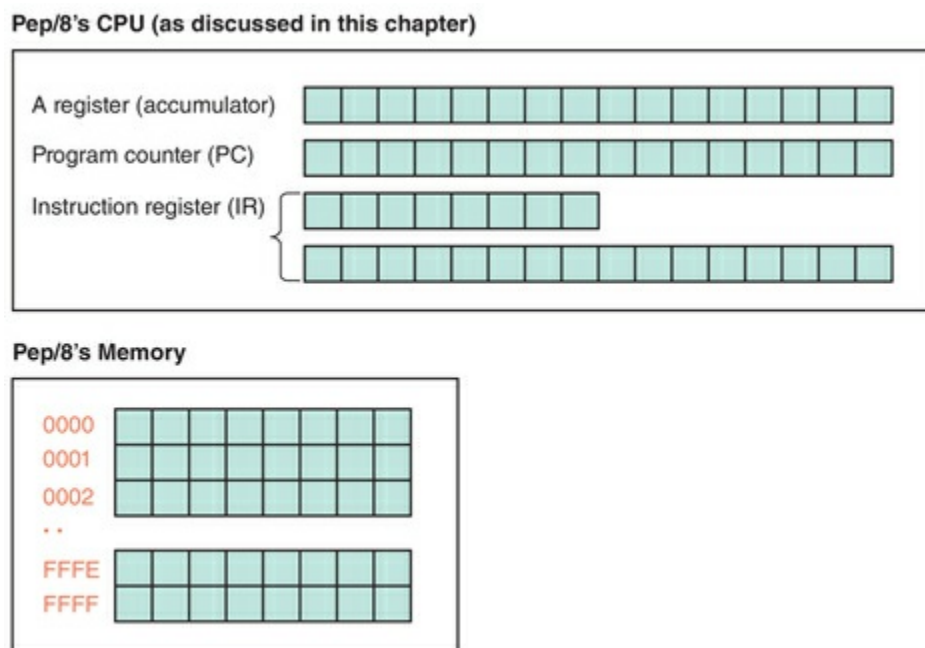 Pep/8's CPU (as discussed in this chapter)
A register (accumulator)
Program counter (PC)
Instruction register (IR)
Pep/8's Memory
0000
0001
0002
. .
FFFE
FFFF